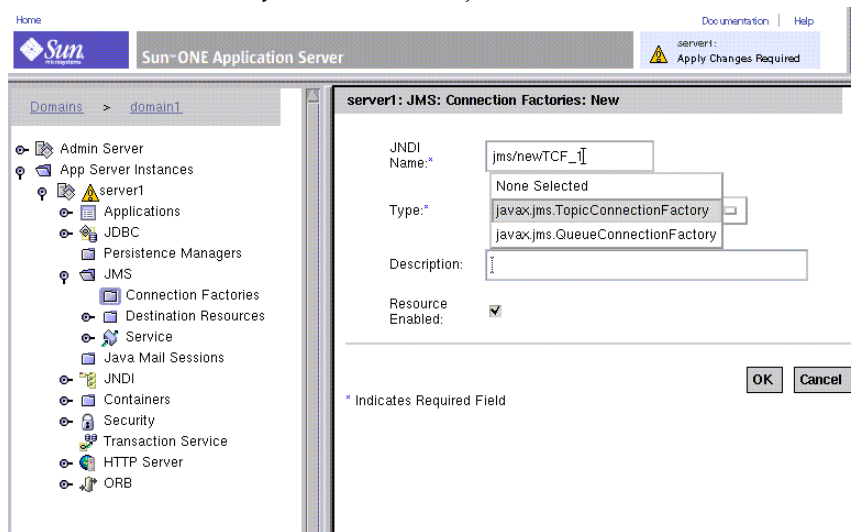 Home
Documentation | Help
Sun
microsystems
Sun ONE Application Server
server1:
Apply Changes Required
Domains > domain1
Admin Server
App Server Instances
server1
Applications
JDBC
Persistence Managers
JMS
Connection Factories
Destination Resources
Service
Java Mail Sessions
JNDI
Containers
Security
Transaction Service
HTTP Server
ORB
server1: JMS: Connection Factories: New
JNDI
Name:*
jms/newTCF_1
None Selected
Type:*
javax.jms.TopicConnectionFactory
javax.jms.QueueConnectionFactory
Description:
Resource
Enabled:
OK
Cancel
* Indicates Required Field